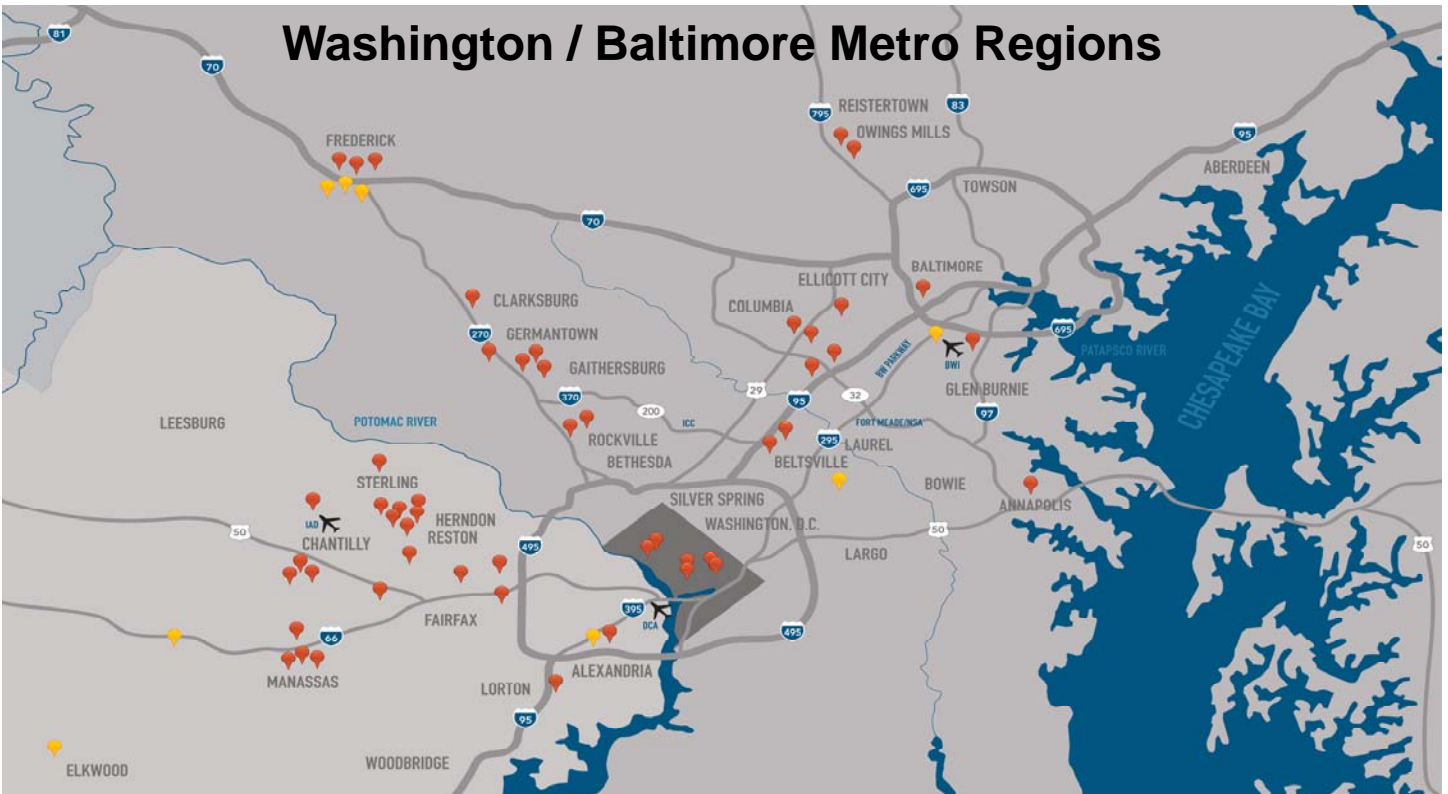 Washington / Baltimore Metro Regions
81
70
795
REISTERTOWN
83
OWINGS MILLS
95
FREDERICK
ABERDEEN
695
TOWSON
70
ELLICOTT CITY
BALTIMORE
CLARKSBURG
COLUMBIA
270
GERMANTOWN
695
CHESAPEAKE BAY
BW PARKWAY
PATAPSCO RIVER
GAITHERSBURG
BWI
GLEN BURNIE
370
29
95
32
200
97
LEESBURG
POTOMAC RIVER
ICC
FORT MEADE/NSA
ROCKVILLE
295
LAUREL
BETHESDA
BELTSVILLE
STERLING
BOWIE
SILVER SPRING
ANNAPOLIS
IAD
HERNDON
WASHINGTON, D.C.
50
RESTON
50
CHANTILLY
495
LARGO
50
395
FAIRFAX
DCA
66
495
ALEXANDRIA
MANASSAS
LORTON
95
WOODBRIDGE
ELKWOOD